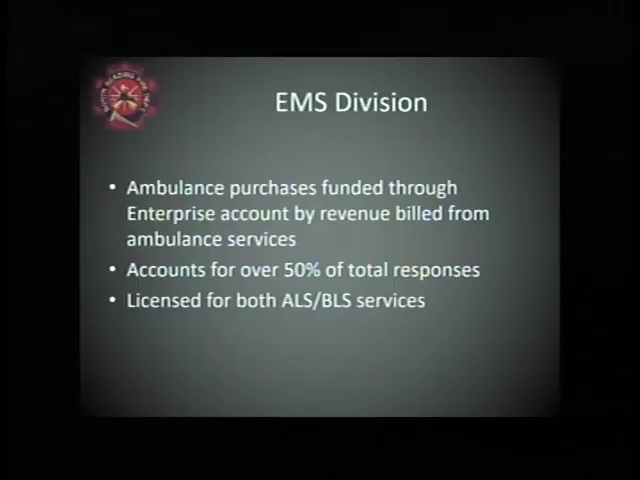 EMS Division
• Ambulance purchases funded through
Enterprise account by revenue billed from
ambulance services
• Accounts for over 50% of total responses
• Licensed for both ALS/BLS services